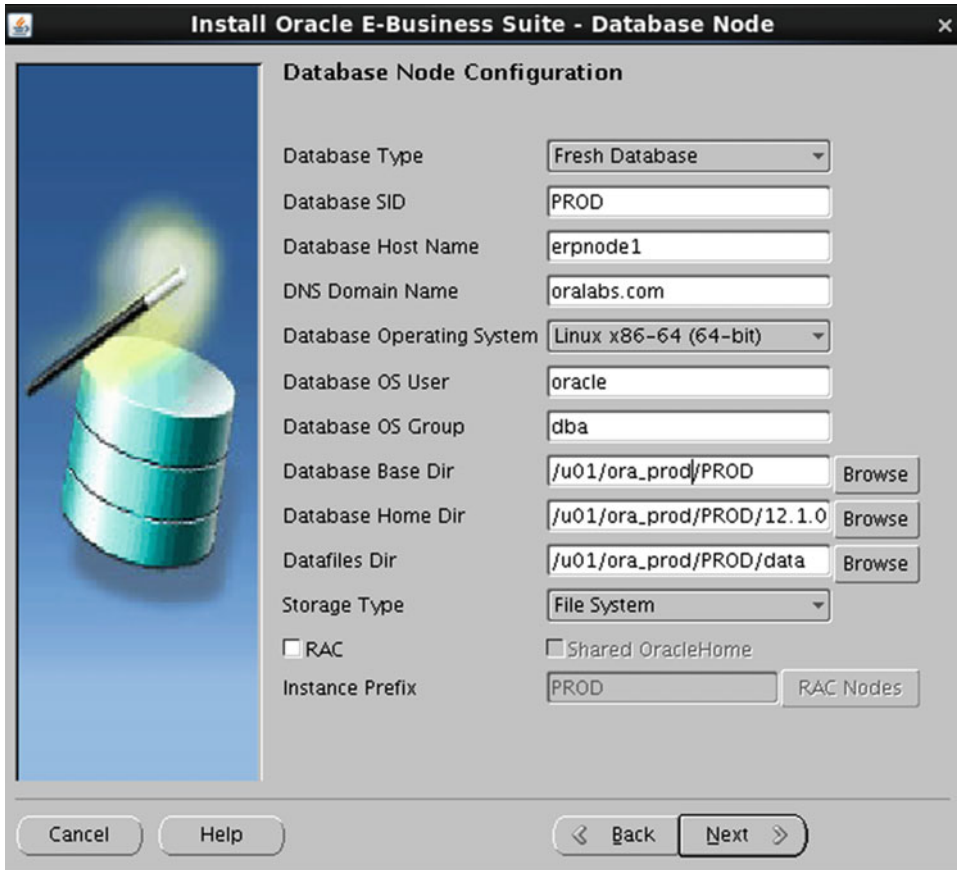 Install Oracle E-Business Suite - Database Node ×
Database Node Configuration
Database Type Fresh Database
Database SID PROD
Database Host Name erpnode1
DNS Domain Name oralabs.com
Database Operating System Linux x86-64 (64-bit)
Database OS User oracle
Database OS Group dba
Database Base Dir /u01/ora_prod/PROD Browse
Database Home Dir /u01/ora_prod/PROD/12.1.0 Browse
Datafiles Dir /u01/ora_prod/PROD/data Browse
Storage Type File System
RAC Shared OracleHome
Instance Prefix PROD RAC Nodes
Cancel Help Back Next